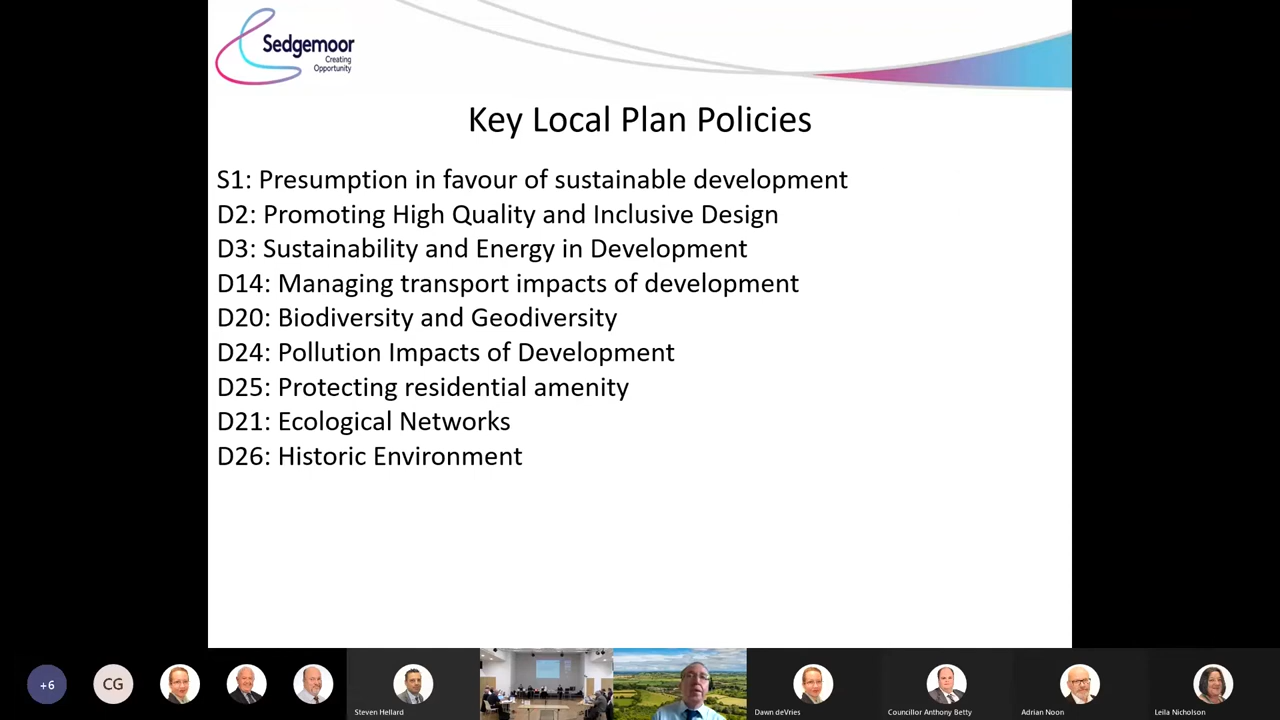 Sedgemoor
Creating
Opportunity
Key Local Plan Policies
S1: Presumption in favour of sustainable development
D2: Promoting High Quality and Inclusive Design
D3: Sustainability and Energy in Development
D14: Managing transport impacts of development
D20: Biodiversity and Geodiversity
D24: Pollution Impacts of Development
D25: Protecting residential amenity
D21: Ecological Networks
D26: Historic Environment
+6
CG
Steven Hellard
Dawn deVries
Councillor Anthony Betty
Adrian Noon
Leila Nicholson